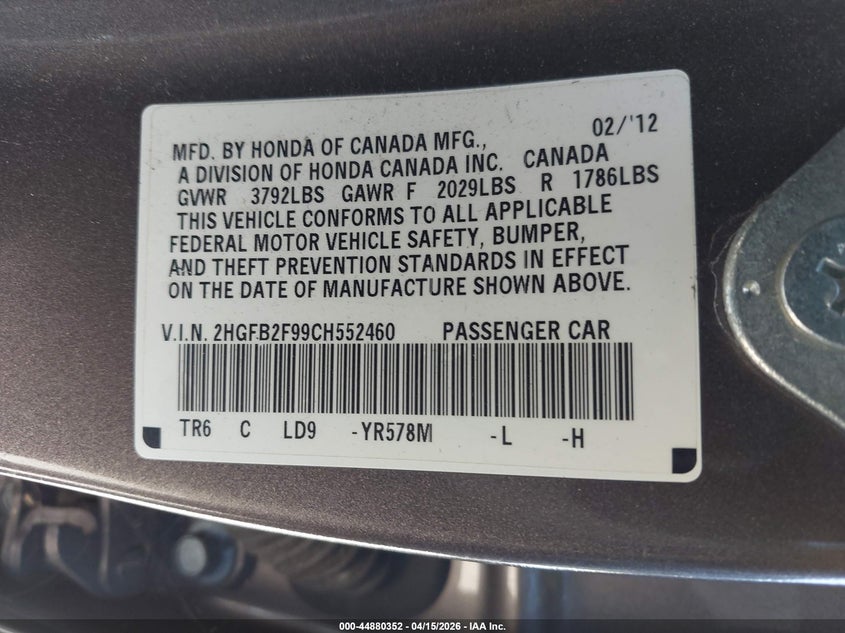 02/'12
MFD. BY HONDA OF CANADA MFG.,
A DIVISION OF HONDA CANADA INC. CANADA
GVWR 3792LBS GAWR F 2029LBS R 1786LBS
THIS VEHICLE CONFORMS TO ALL APPLICABLE
FEDERAL MOTOR VEHICLE SAFETY, BUMPER,
AND THEFT PREVENTION STANDARDS IN EFFECT
ON THE DATE OF MANUFACTURE SHOWN ABOVE.
V.I.N. 2HGFB2F99CH552460 PASSENGER CAR
TR6 C LD9 -YR578M -L -H
000-44880352 - 04/15/2026 - IAA Inc.